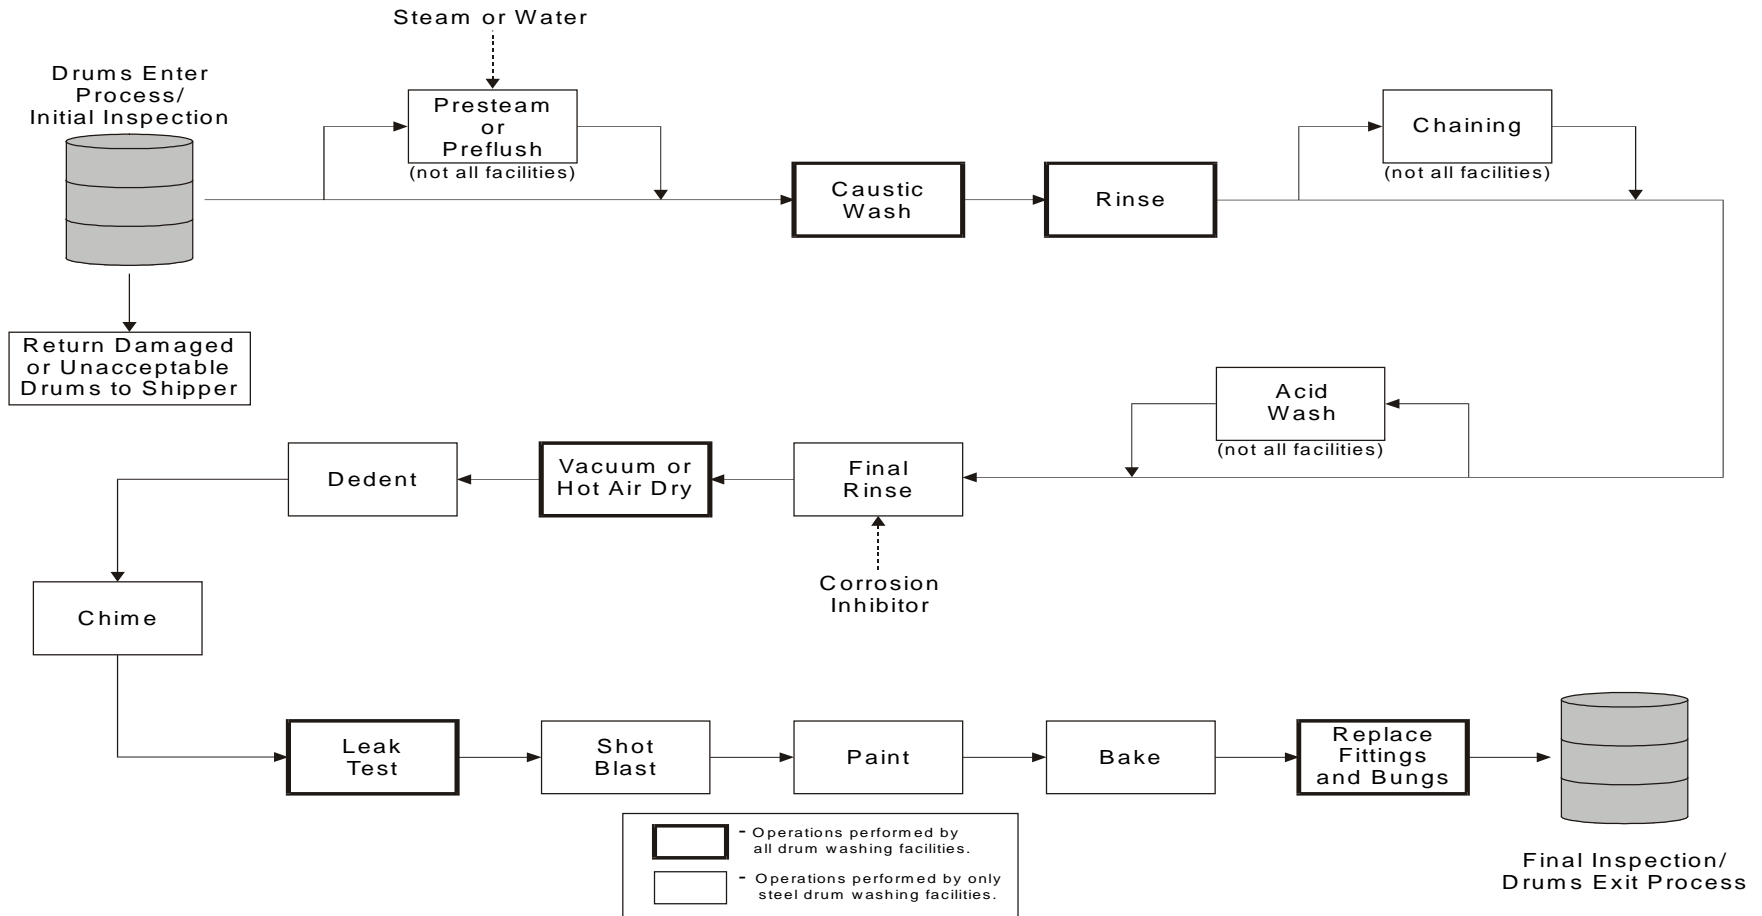 Steam or Water
Drums Enter
Process/
Initial Inspection
Presteam
or
Preflush
(not all facilities)
Chaining
(not all facilities)
Caustic
Wash
Rinse
Return Damaged
or Unacceptable
Drums to Shipper
Acid
Wash
(not all facilities)
Final
Rinse
Vacuum or
Hot Air Dry
Dedent
Corrosion
Inhibitor
Chime
Leak
Test
Shot
Blast
Paint
Bake
Replace
Fittings
and Bungs
Final Inspection/
Drums Exit Process
- Operations performed by
all drum washing facilities.
- Operations performed by only
steel drum washing facilities.